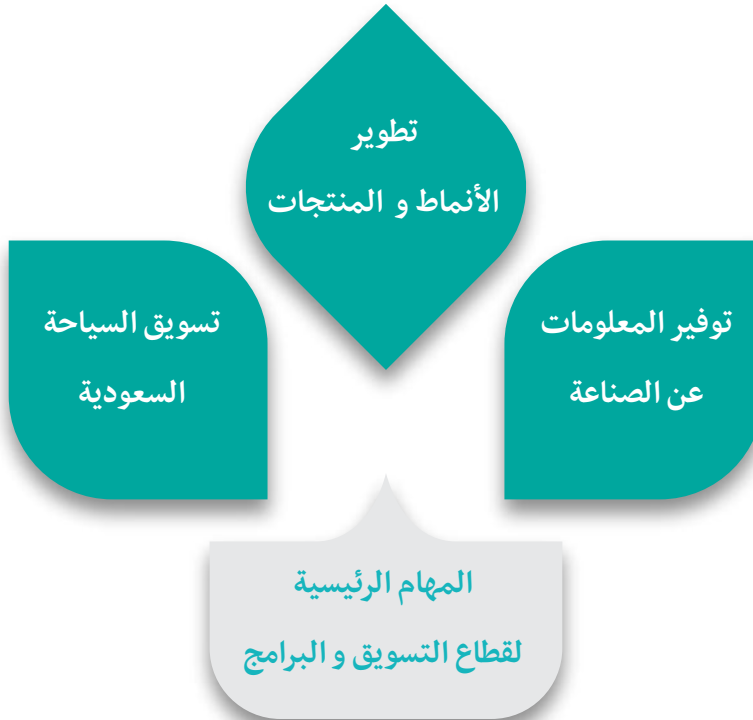 تطوير
الأنماط و المنتجات
توفير المعلومات
عن الصناعة
تسويق السياحة
السعودية
المهام الرئيسية
لقطاع التسويق و البرامج